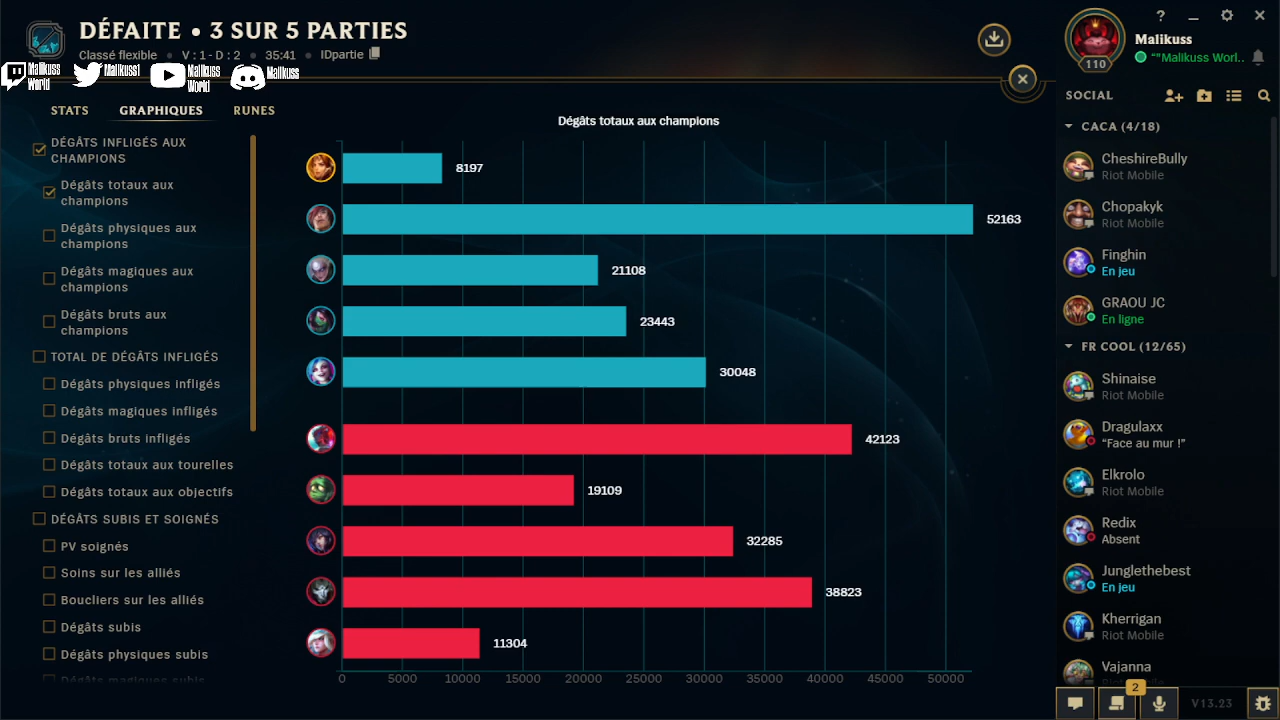 DÉFAITE • 3 SUR 5 PARTIES
Classé flexible • V : 1 - D : 2 • 35:41 • IDpartie
Malikuss World
Malikuss1
Malikuss World
Malikuss
STATS GRAPHIQUES RUNES
DÉGÂTS INFLIGÉS AUX
CHAMPIONS
Dégâts totaux aux
champions
Dégâts physiques aux
champions
Dégâts magiques aux
champions
Dégâts bruts aux
champions
TOTAL DE DÉGÂTS INFLIGÉS
Dégâts physiques infligés
Dégâts magiques infligés
Dégâts bruts infligés
Dégâts totaux aux tourelles
Dégâts totaux aux objectifs
DÉGÂTS SUBIS ET SOIGNÉS
PV soignés
Soins sur les alliés
Boucliers sur les alliés
Dégâts subis
Dégâts physiques subis
Dégâts magiques subis
Dégâts totaux aux champions
8197
52163
21108
23443
30048
42123
19109
32285
38823
11304
0 5000 10000 15000 20000 25000 30000 35000 40000 45000 50000
?
Malikuss
110
“"Malikuss Worl..
SOCIAL
CACA (4/18)
CheshireBully
Riot Mobile
Chopakyk
Riot Mobile
Finghin
En jeu
GRAOU JC
En ligne
FR COOL (12/65)
Shinaise
Riot Mobile
Dragulaxx
“Face au mur !”
Elkrolo
Riot Mobile
Redix
Absent
Junglethebest
En jeu
Kherrigan
Riot Mobile
Vajanna
Riot Mobile
2
V13.23